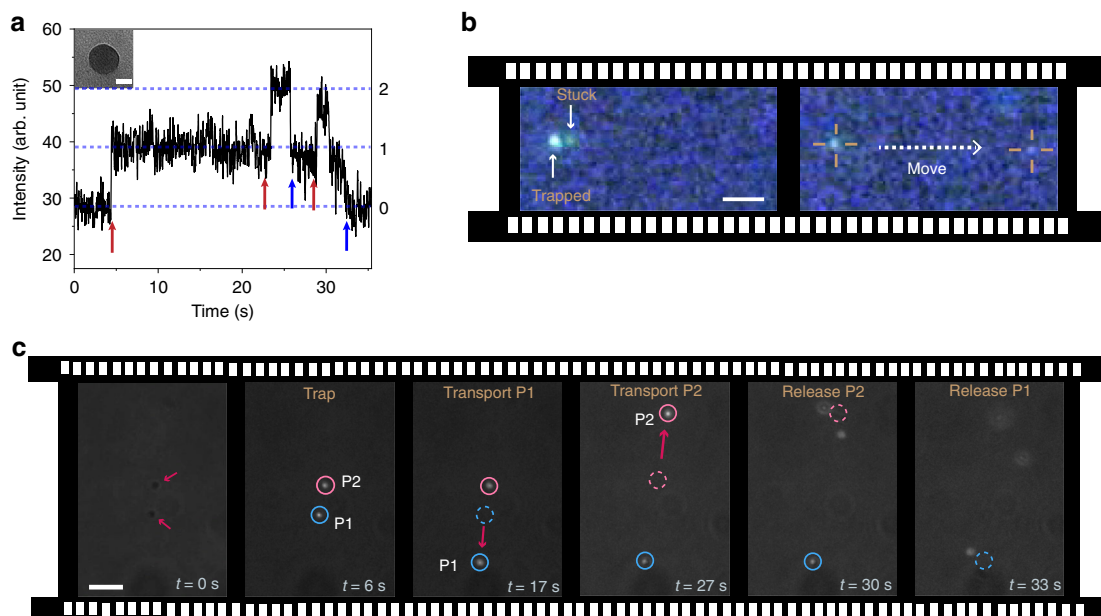 a
60
50
40
30
20
Intensity (arb. unit)
2
1
0
0
10
20
30
Time (s)
b
Stuck
Trapped
Move
c
Trap
Transport P1
Transport P2
Release P2
Release P1
P2
P1
P1
P2
t = 0 s
t = 6 s
t = 17 s
t = 27 s
t = 30 s
t = 33 s